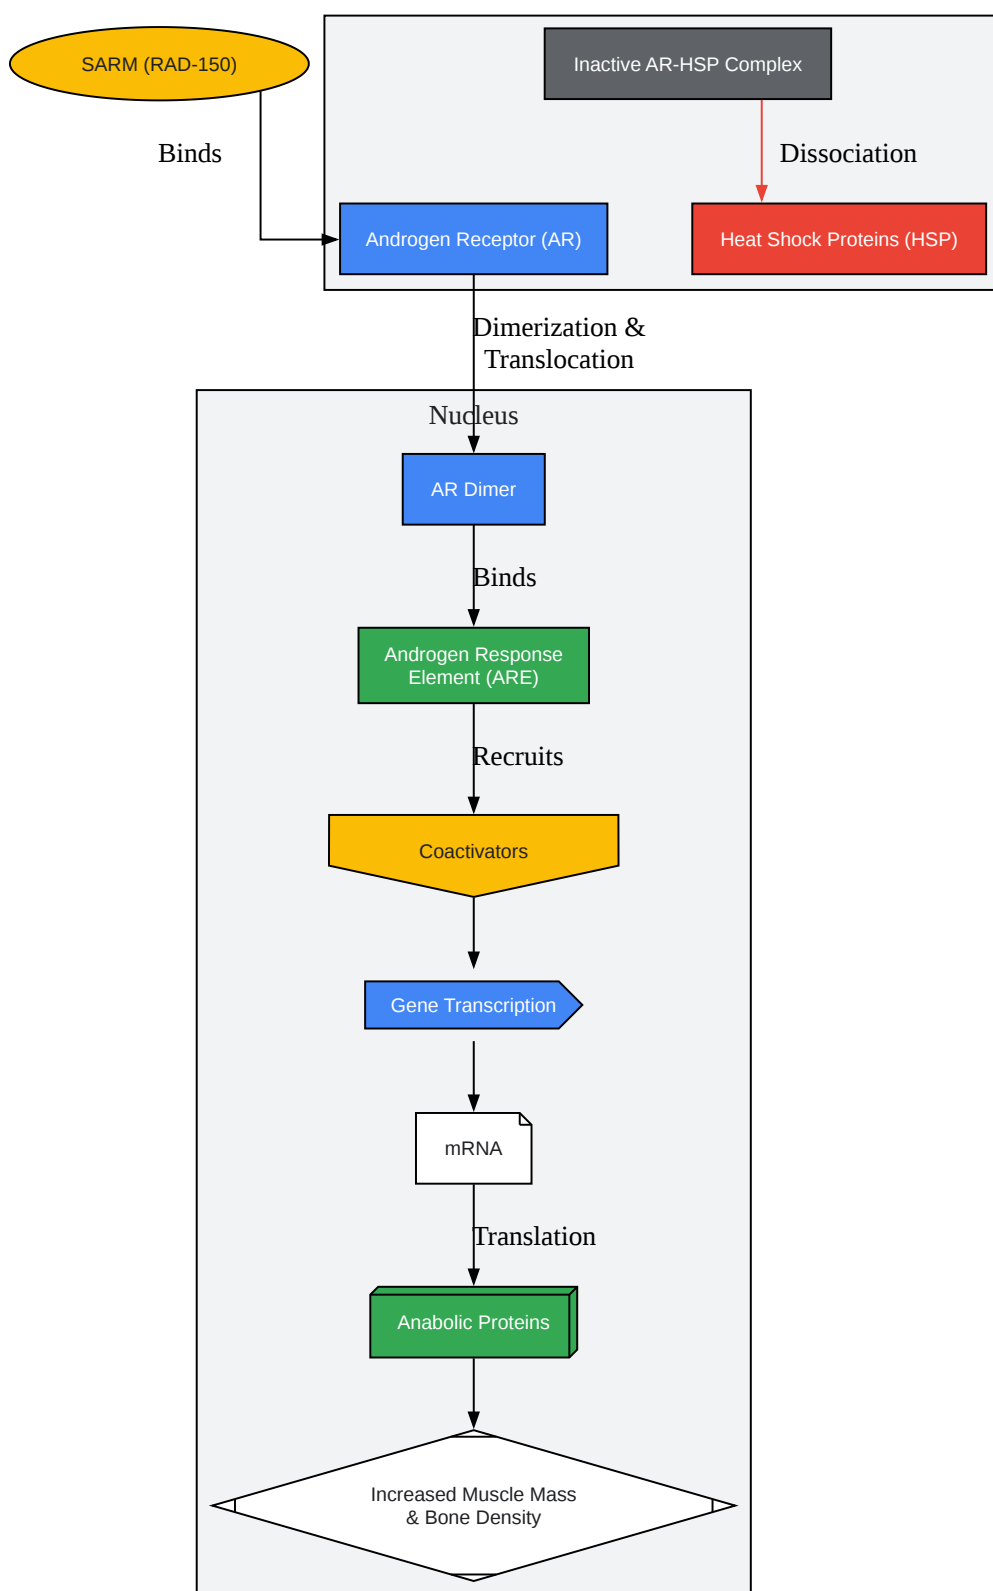 SARM (RAD-150)
Inactive AR-HSP Complex
Binds
Dissociation
Androgen Receptor (AR)
Heat Shock Proteins (HSP)
Dimerization &
Translocation
Nucleus
AR Dimer
Binds
Androgen Response
Element (ARE)
Recruits
Coactivators
Gene Transcription
mRNA
Translation
Anabolic Proteins
Increased Muscle Mass
& Bone Density